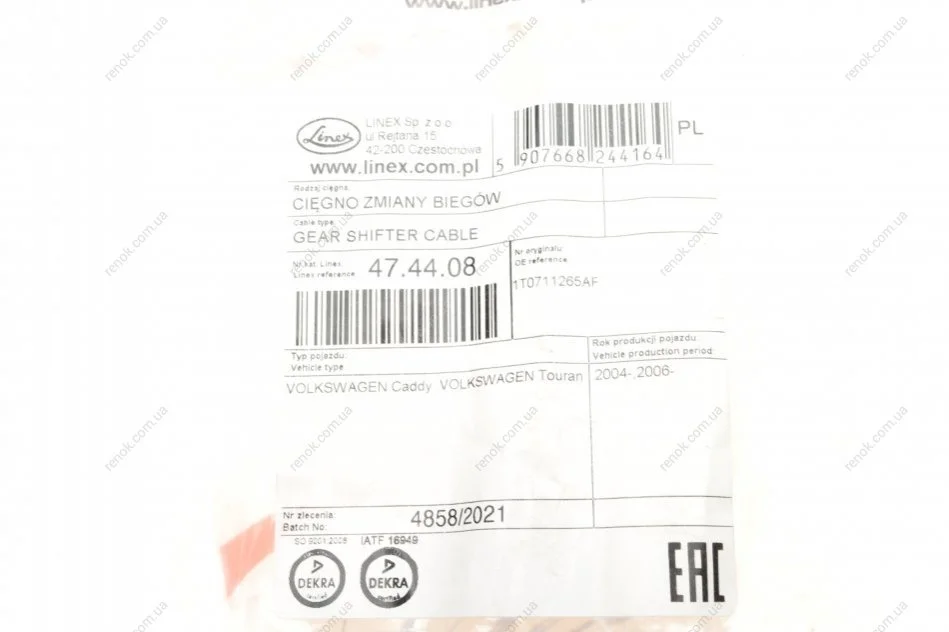 Linex
LINEX Sp. z o.o.
ul Rejtana 15
42-200 Częstochowa
www.linex.com.pl
5 907668 244164
PL
Rodzaj cięgna:
CIĘGNO ZMIANY BIEGÓW
Cable type
GEAR SHIFTER CABLE
Nr kat. Linex:
Linex reference
47.44.08
Nr oryginału:
OE reference
1T0711265AF
Typ pojazdu:
Vehicle type
Rok produkcji pojazdu:
Vehicle production period:
VOLKSWAGEN Caddy VOLKSWAGEN Touran
2004-,2006-
Nr zlecenia:
Batch No:
4858/2021
ISO 9001:2008
IATF 16949
DEKRA
DEKRA
EAC
renok.com.ua